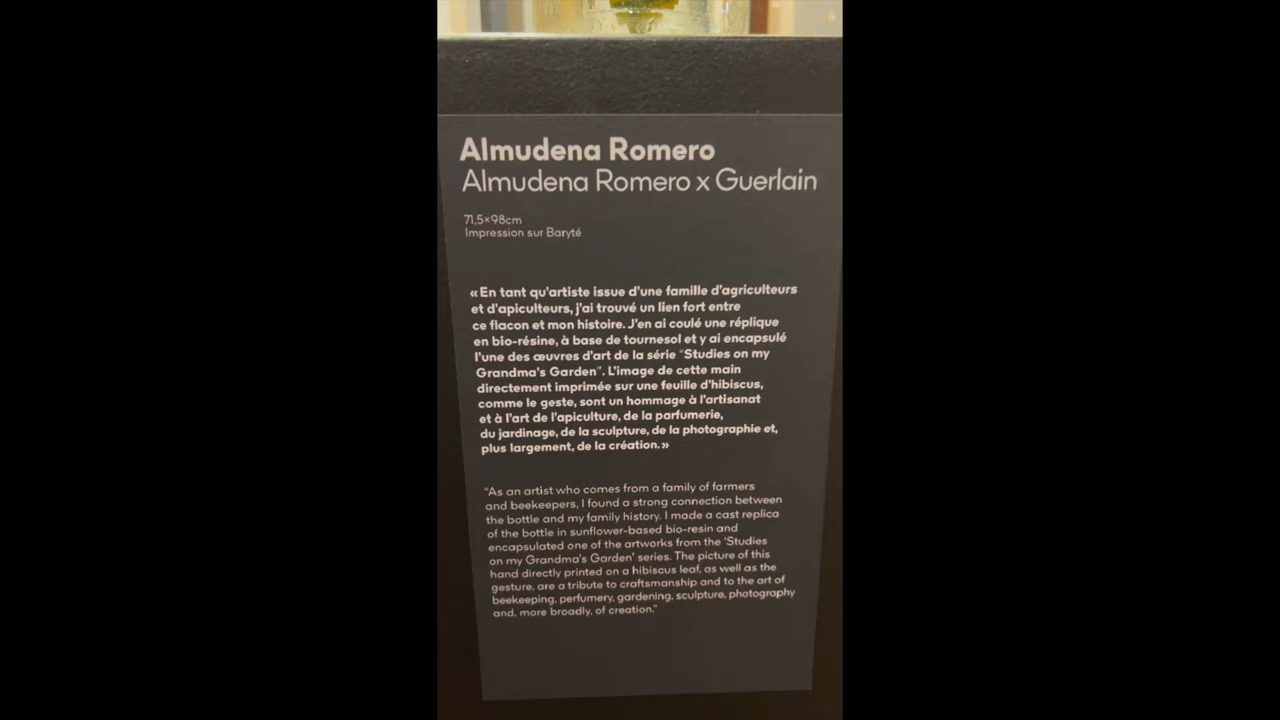 Almudena Romero
Almudena Romero x Guerlain
71,5×98cm
Impression sur Baryté
« En tant qu'artiste issue d'une famille d'agriculteurs
et d'apiculteurs, j'ai trouvé un lien fort entre
ce flacon et mon histoire. J'en ai coulé une réplique
en bio-résine, à base de tournesol et y ai encapsulé
l'une des œuvres d'art de la série "Studies on my
Grandma's Garden". L'image de cette main
directement imprimée sur une feuille d'hibiscus,
comme le geste, sont un hommage à l'artisanat
et à l'art de l'apiculture, de la parfumerie,
du jardinage, de la sculpture, de la photographie et,
plus largement, de la création. »
"As an artist who comes from a family of farmers
and beekeepers, I found a strong connection between
the bottle and my family history. I made a cast replica
of the bottle in sunflower-based bio-resin and
encapsulated one of the artworks from the 'Studies
on my Grandma's Garden' series. The picture of this
hand directly printed on a hibiscus leaf, as well as the
gesture, are a tribute to craftsmanship and to the art of
beekeeping, perfumery, gardening, sculpture, photography
and, more broadly, of creation."